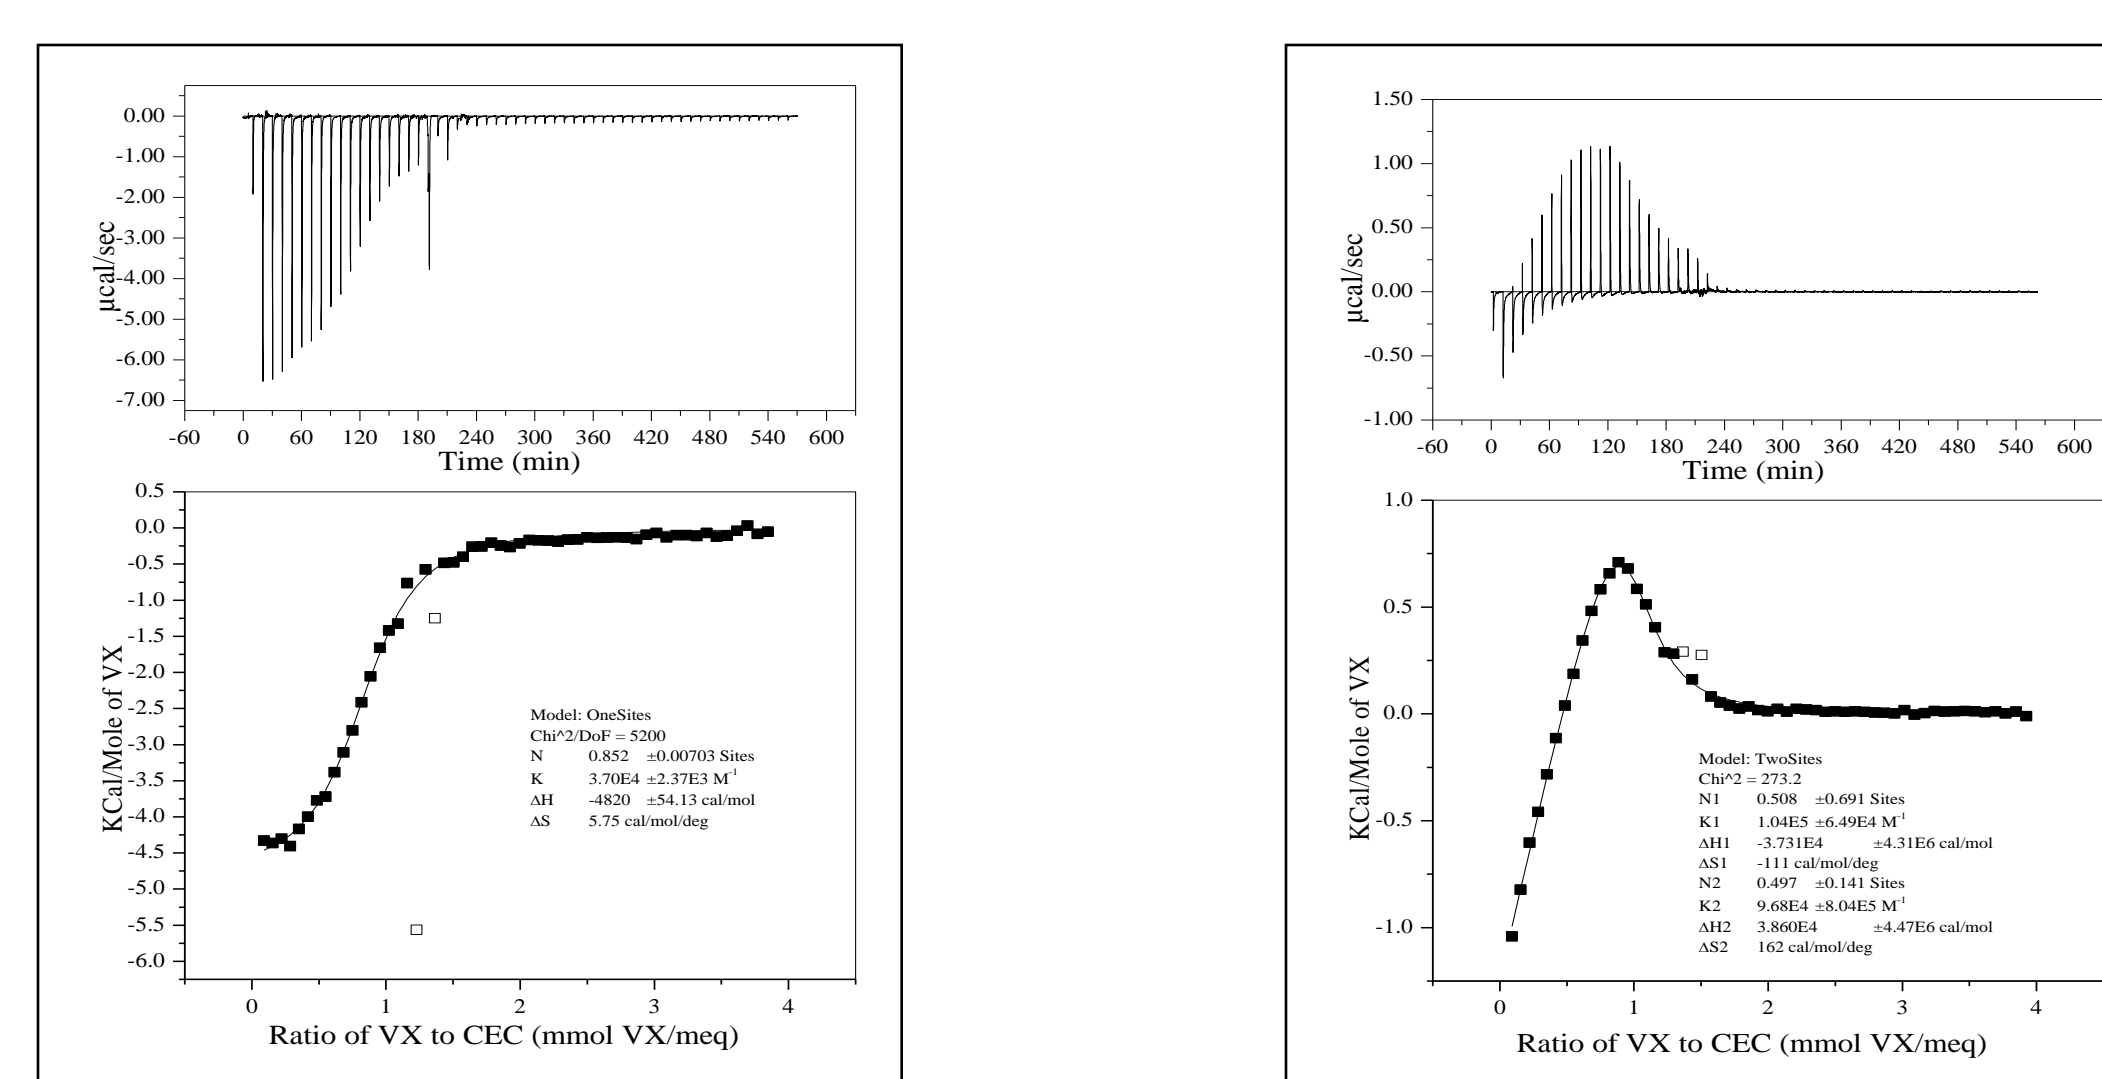 0.00
-1.00
-2.00
-3.00
-4.00
-5.00
-6.00
-7.00
µcal/sec
-60 0 60 120 180 240 300 360 420 480 540 600
Time (min)
0.5
0.0
-0.5
-1.0
-1.5
-2.0
-2.5
-3.0
-3.5
-4.0
-4.5
-5.0
-5.5
-6.0
KCal/Mole of VX
Model: OneSites
Chi^2/DoF = 5200
N 0.852 ±0.00703 Sites
K 3.70E4 ±2.37E3 M⁻¹
ΔH -4820 ±54.13 cal/mol
ΔS 5.75 cal/mol/deg
0 1 2 3 4
Ratio of VX to CEC (mmol VX/meq)
1.50
1.00
0.50
0.00
-0.50
-1.00
µcal/sec
-60 0 60 120 180 240 300 360 420 480 540 600
Time (min)
1.0
0.5
0.0
-0.5
-1.0
KCal/Mole of VX
Model: TwoSites
Chi^2 = 273.2
N1 0.508 ±0.691 Sites
K1 1.04E5 ±6.49E4 M⁻¹
ΔH1 -3.731E4 ±4.31E6 cal/mol
ΔS1 -111 cal/mol/deg
N2 0.497 ±0.141 Sites
K2 9.68E4 ±8.04E5 M⁻¹
ΔH2 3.860E4 ±4.47E6 cal/mol
ΔS2 162 cal/mol/deg
0 1 2 3 4
Ratio of VX to CEC (mmol VX/meq)